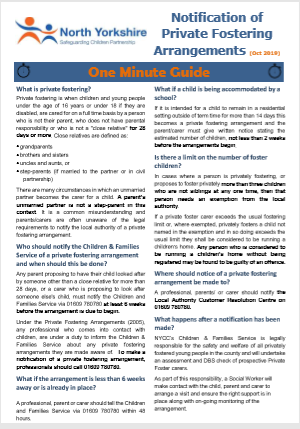 North Yorkshire
Safeguarding Children Partnership
Notification of
Private Fostering
Arrangements (Oct 2019)
One Minute Guide
What is private fostering?
Private fostering is when children and young people
under the age of 16 years or under 18 if they are
disabled, are cared for on a full time basis by a person
who is not their parent, who does not have parental
responsibility or who is not a "close relative" for 28
days or more. Close relatives are defined as:
• grandparents
• brothers and sisters
• uncles and aunts, or
• step-parents (if married to the partner or in civil
partnership)
There are many circumstances in which an unmarried
partner becomes the carer for a child. A parent's
unmarried partner is not a step-parent in this
context. It is a common misunderstanding and
parents/carers are often unaware of the legal
requirements to notify the local authority of a private
fostering arrangement.
Who should notify the Children & Families
Service of a private fostering arrangement
and when should this be done?
Any parent proposing to have their child looked after
by someone other than a close relative for more than
28 days, or a carer who is proposing to look after
someone else's child, must notify the Children and
Families Service via 01609 780780 at least 6 weeks
before the arrangement is due to begin.
Under the Private Fostering Arrangements (2005),
any professional who comes into contact with
children, are under a duty to inform the Children &
Families Service about any private fostering
arrangements they are made aware of. To make a
notification of a private fostering arrangement,
professionals should call 01609 780780.
What if the arrangement is less than 6 weeks
away or is already in place?
A professional, parent or carer should tell the Children
and Families Service via 01609 780780 within 48
hours.
What if a child is being accommodated by a
school?
If it is intended for a child to remain in a residential
setting outside of term time for more than 14 days this
becomes a private fostering arrangement and the
parent/carer must give written notice stating the
estimated number of children, not less than 2 weeks
before the arrangements begin.
Is there a limit on the number of foster
children?
In cases where a person is privately fostering, or
proposes to foster privately more than three children
who are not siblings at any one time, then that
person needs an exemption from the local
authority.
If a private foster carer exceeds the usual fostering
limit or, where exempted, privately fosters a child not
named in the exemption and in so doing exceeds the
usual limit they shall be considered to be running a
children's home. Any person who is considered to
be running a children's home without being
registered may be found to be guilty of an offence.
Where should notice of a private fostering
arrangement be made to?
A professional, parental or carer should notify the
Local Authority Customer Resolution Centre on
01609 780780.
What happens after a notification has been
made?
NYCC's Children & Families Service is legally
responsible for the safety and welfare of all privately
fostered young people in the county and will undertake
an assessment and DBS check of prospective Private
Foster carers.
As part of this responsibility, a Social Worker will
make contact with the child, parent and carer to
arrange a visit and ensure the right support is in
place along with on-going monitoring of the
arrangement.